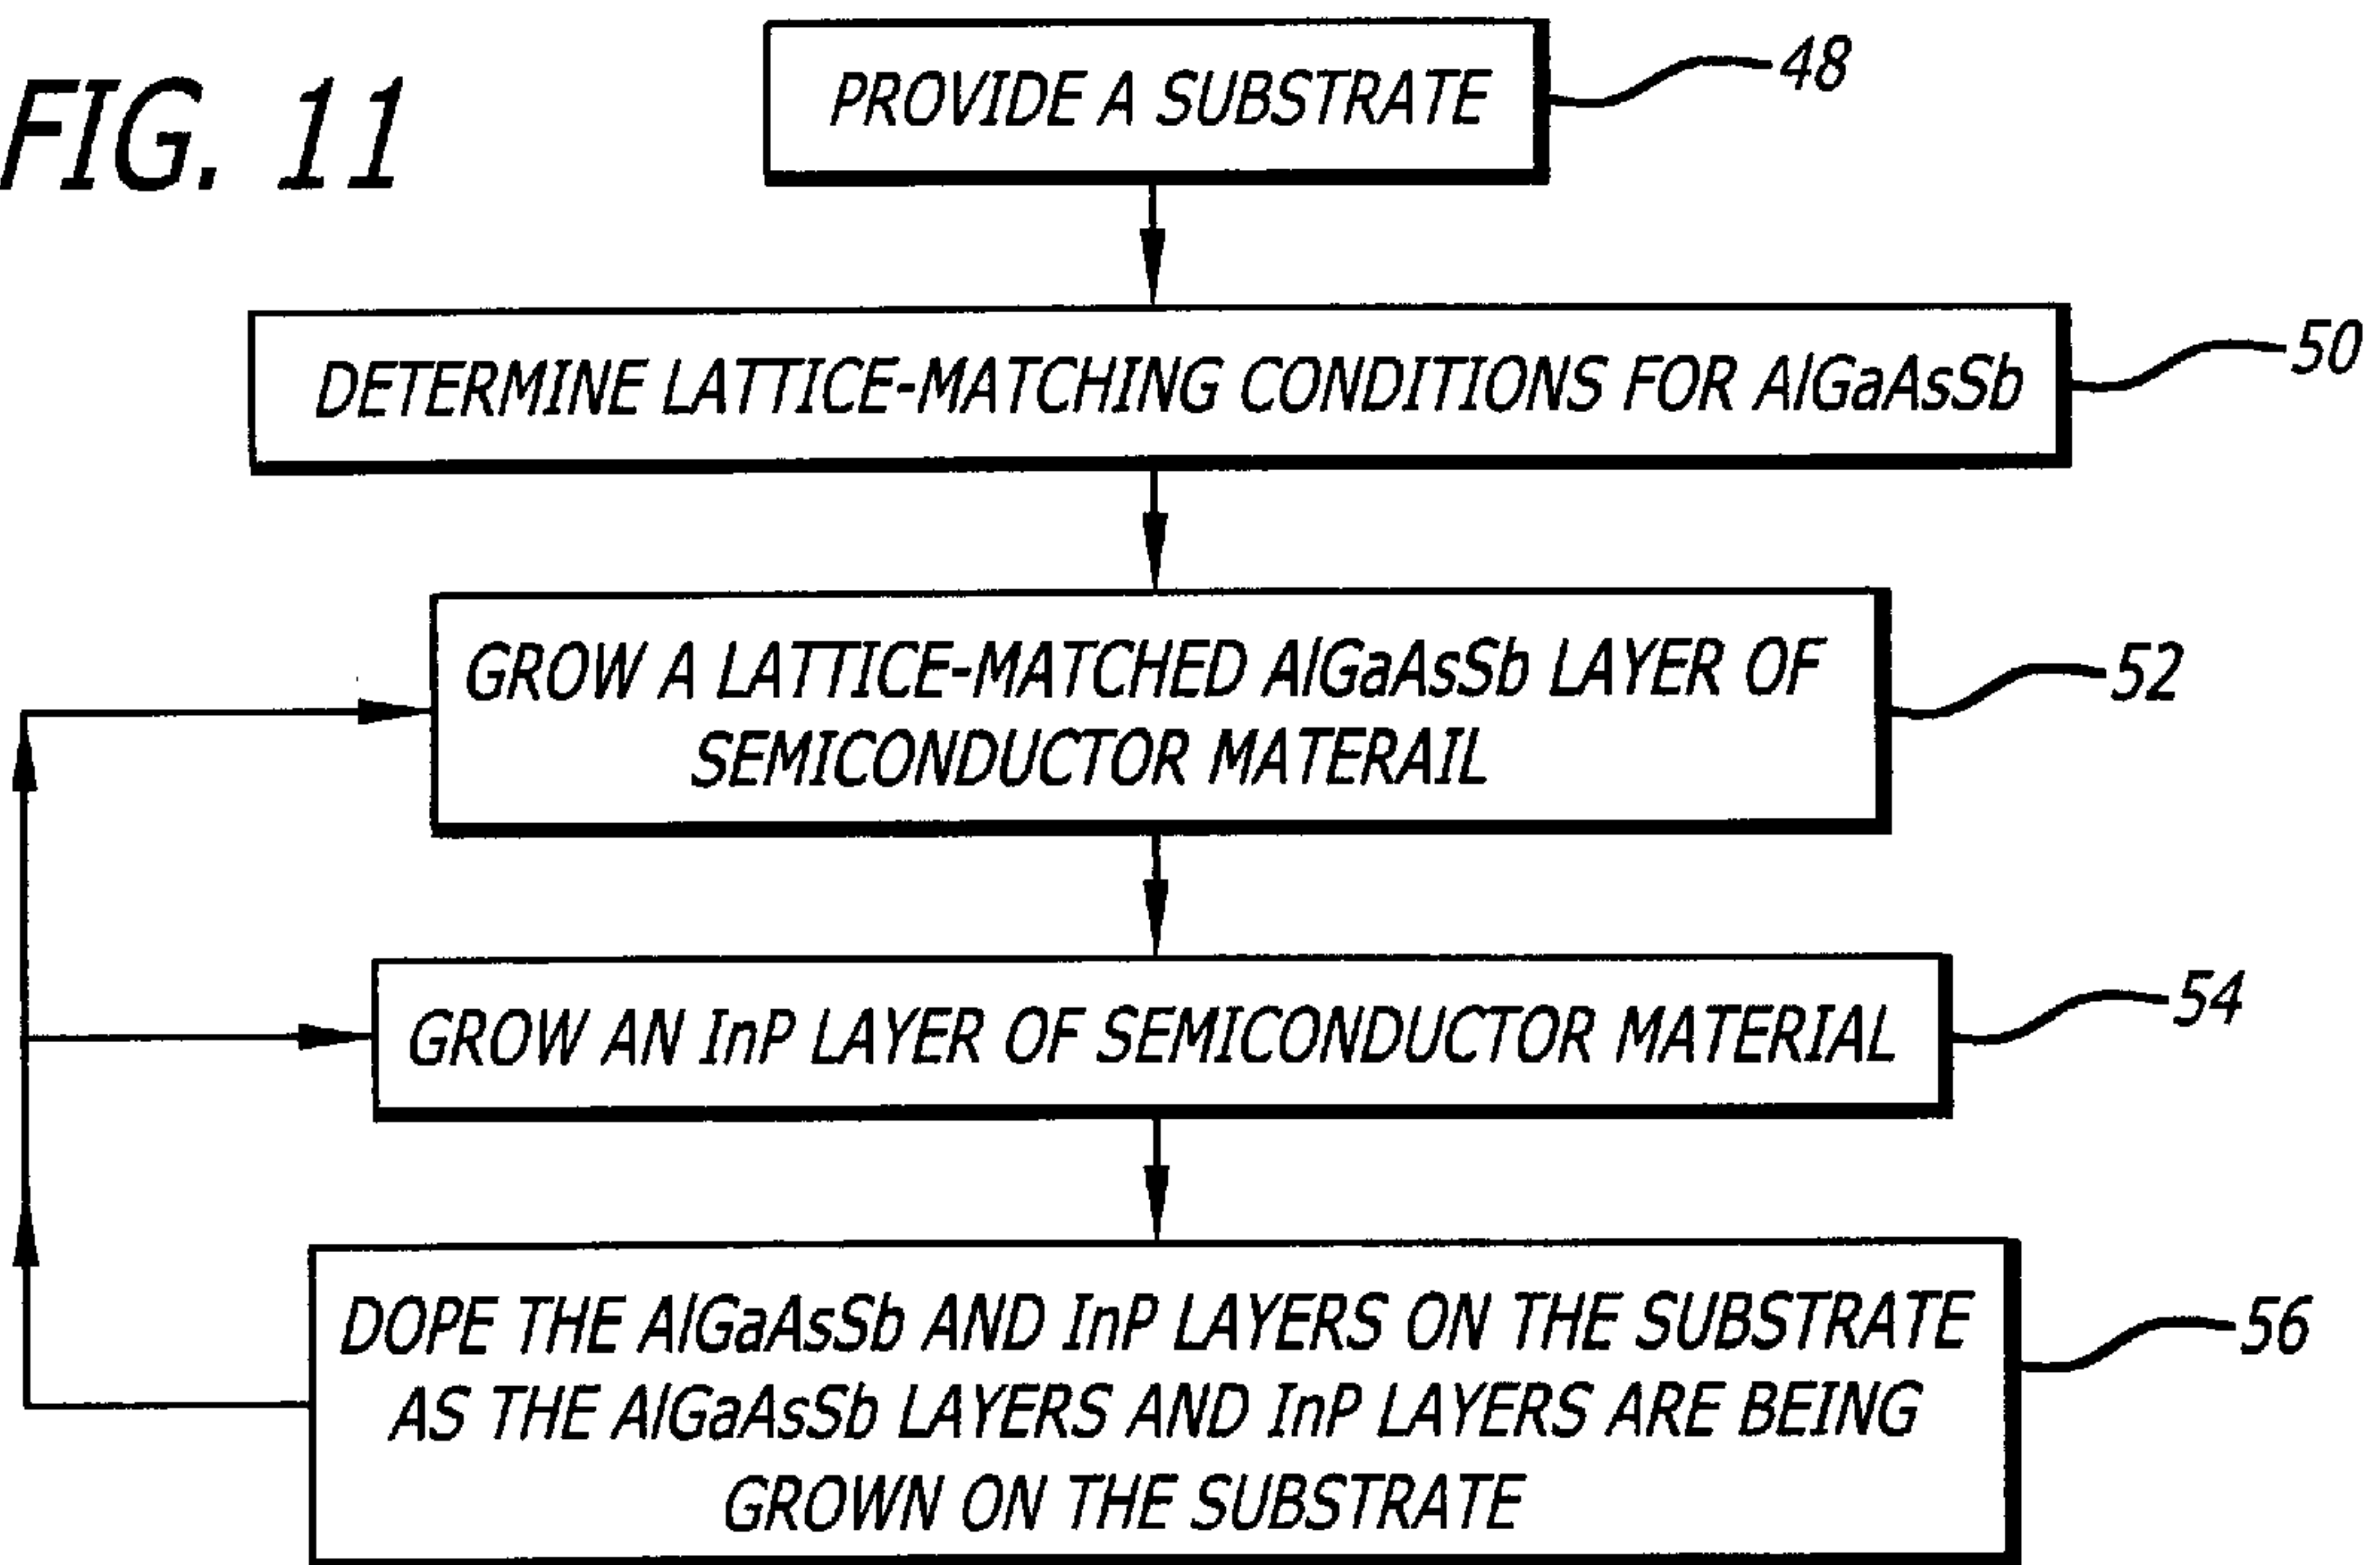 FIG. 11
PROVIDE A SUBSTRATE
48
DETERMINE LATTICE-MATCHING CONDITIONS FOR AlGaAsSb
50
GROW A LATTICE-MATCHED AlGaAsSb LAYER OF
SEMICONDUCTOR MATERAIL
52
GROW AN InP LAYER OF SEMICONDUCTOR MATERIAL
54
DOPE THE AlGaAsSb AND InP LAYERS ON THE SUBSTRATE
AS THE AlGaAsSb LAYERS AND InP LAYERS ARE BEING
GROWN ON THE SUBSTRATE
56